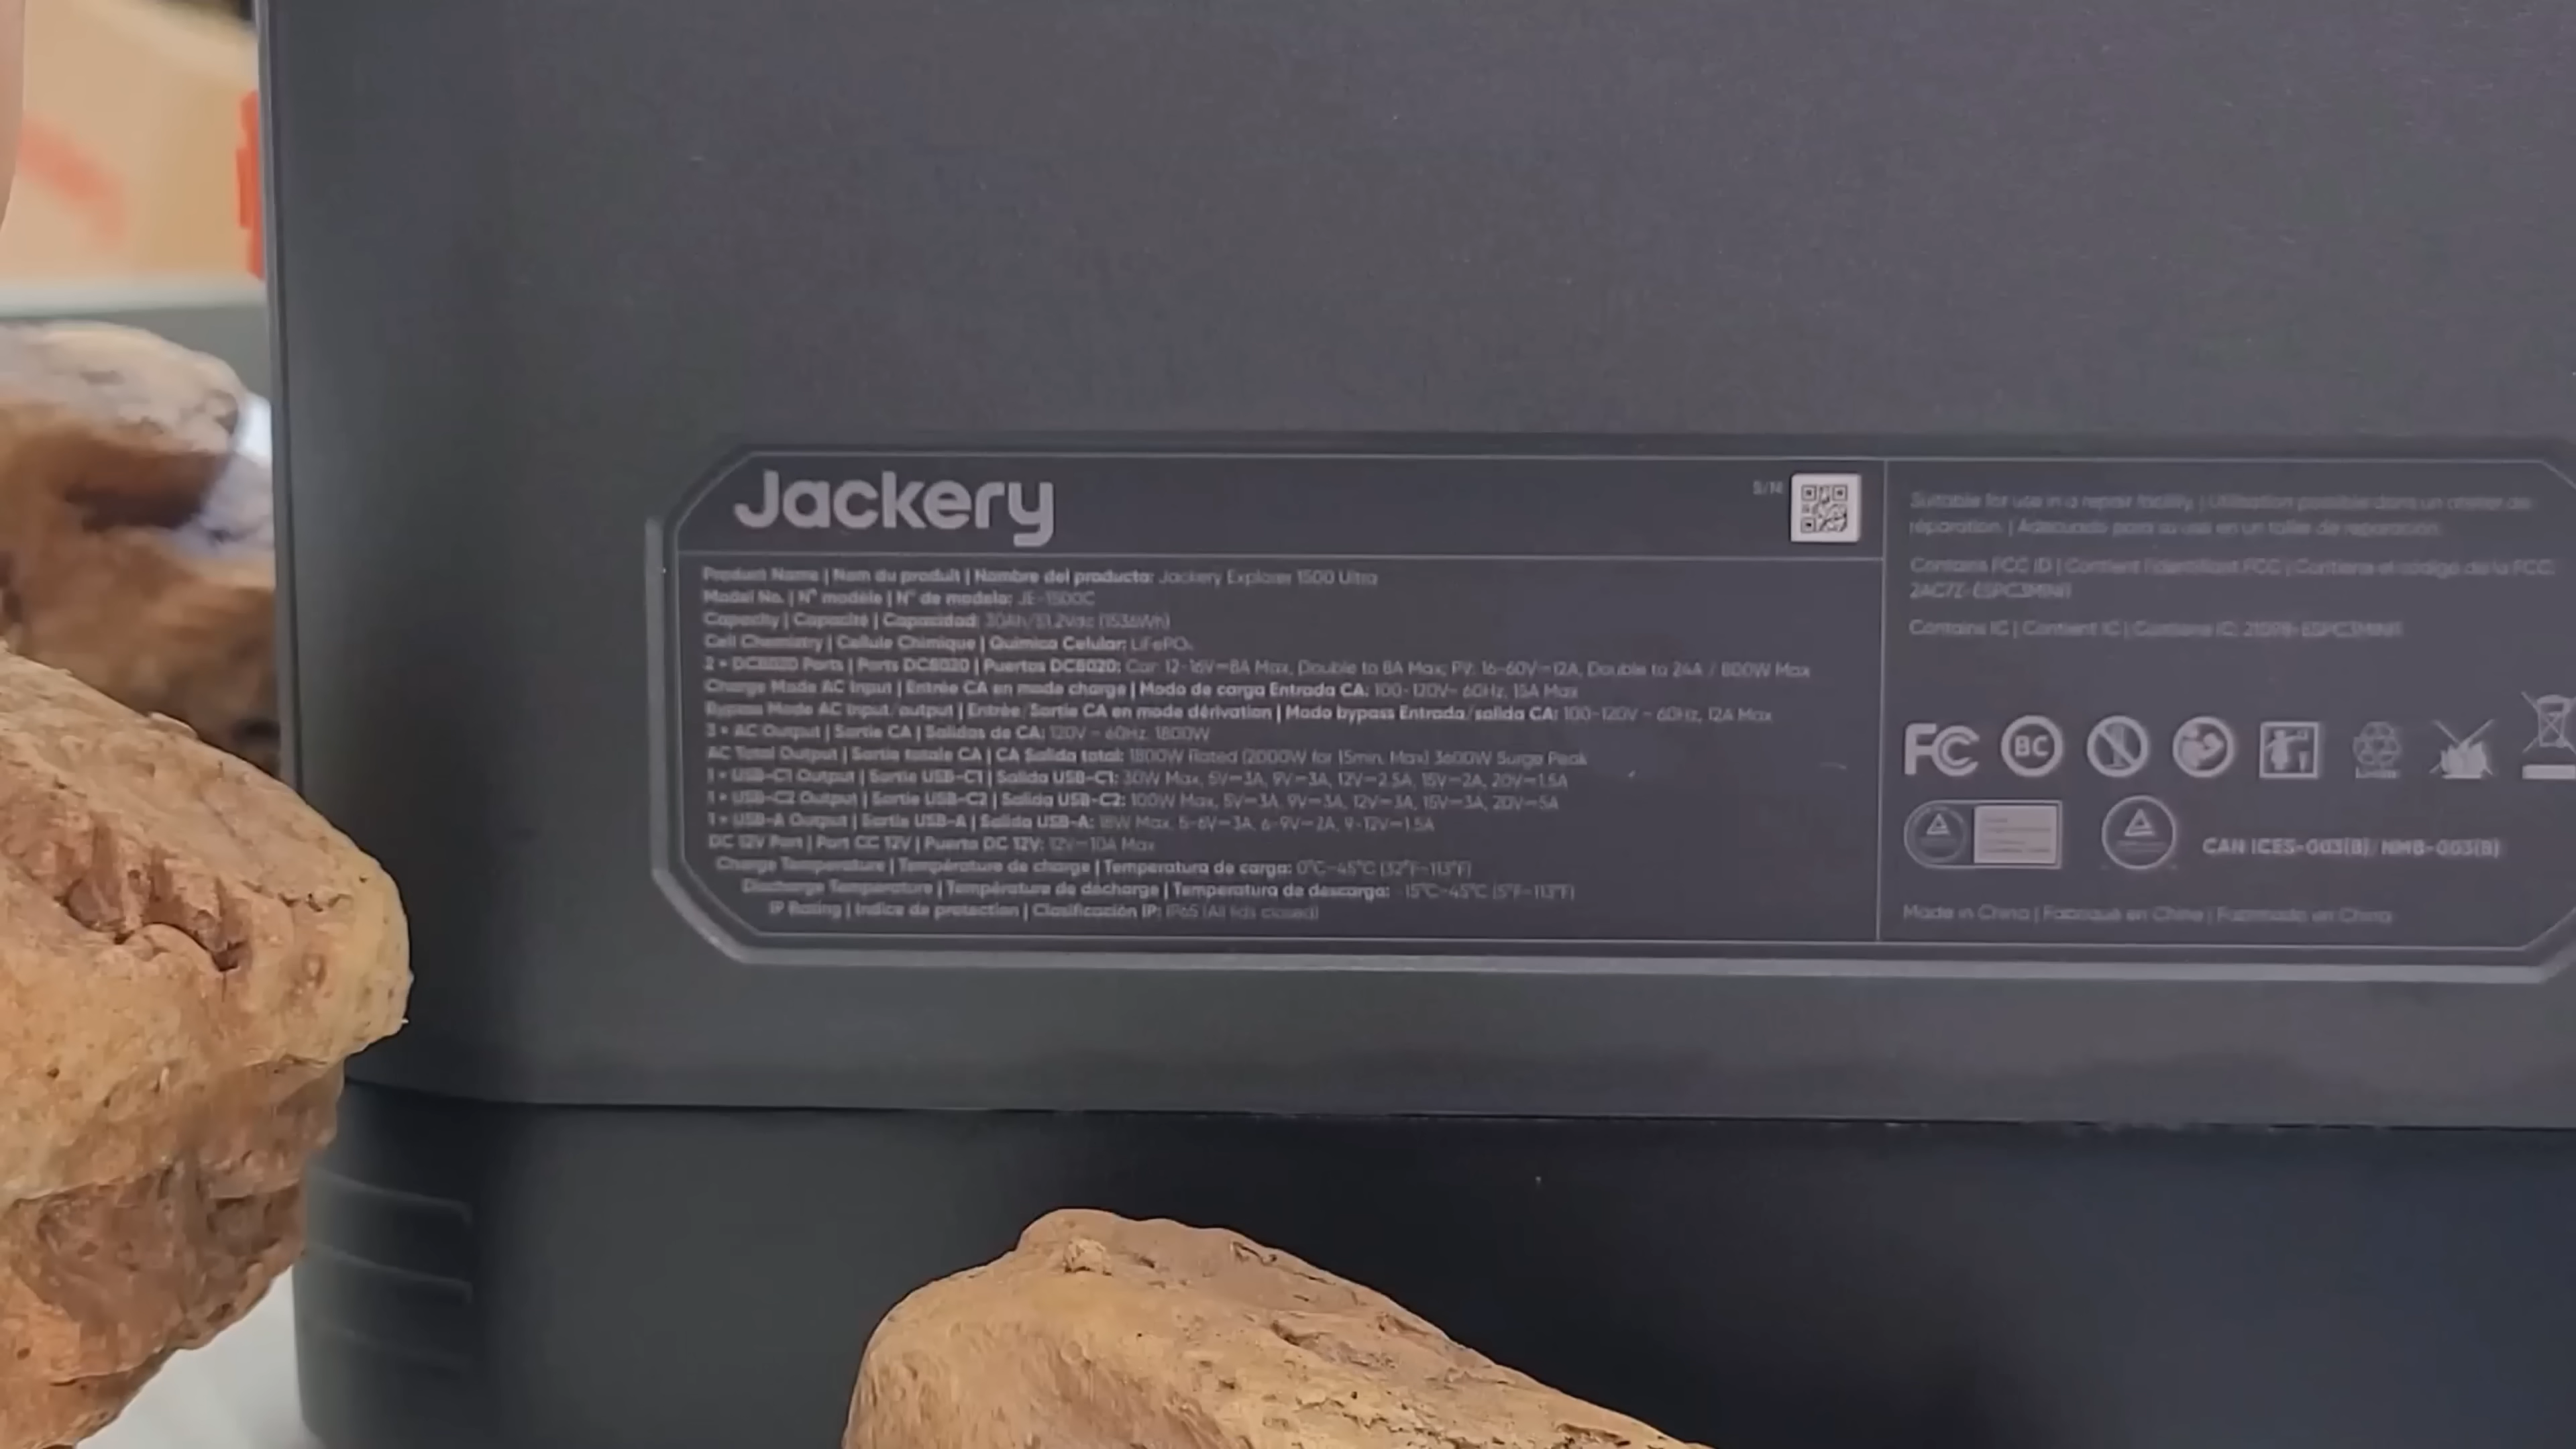 Jackery
S/N
Product Name | Nom du produit | Nombre del producto: Jackery Explorer 1500 Ultra
Model No. | N° modèle | N° de modelo: JE-1500C
Capacity | Capacité | Capacidad: 30Ah/51.2Vdc (1536Wh)
Cell Chemistry | Cellule Chimique | Química Celular: LiFePO₄
2 × DC8020 Ports | Ports DC8020 | Puertos DC8020: Car: 12-16V⎓8A Max, Double to 8A Max; PV: 16-60V⎓12A, Double to 24A / 800W Max
Charge Mode AC Input | Entrée CA en mode charge | Modo de carga Entrada CA: 100-120V~ 60Hz, 15A Max
Bypass Mode AC Input/output | Entrée/Sortie CA en mode dérivation | Modo bypass Entrada/salida CA: 100-120V ~ 60Hz, 12A Max
3 × AC Output | Sortie CA | Salidas de CA: 120V ~ 60Hz, 1800W
AC Total Output | Sortie totale CA | CA Salida total: 1800W Rated (2000W for 15min, Max) 3600W Surge Peak
1 × USB-C1 Output | Sortie USB-C1 | Salida USB-C1: 30W Max, 5V⎓3A, 9V⎓3A, 12V⎓2.5A, 15V⎓2A, 20V⎓1.5A
1 × USB-C2 Output | Sortie USB-C2 | Salida USB-C2: 100W Max, 5V⎓3A, 9V⎓3A, 12V⎓3A, 15V⎓3A, 20V⎓5A
1 × USB-A Output | Sortie USB-A | Salida USB-A: 18W Max, 5-6V⎓3A, 6-9V⎓2A, 9-12V⎓1.5A
DC 12V Port | Port CC 12V | Puerto DC 12V: 12V⎓10A Max
Charge Temperature | Température de charge | Temperatura de carga: 0°C~45°C (32°F~113°F)
Discharge Temperature | Température de décharge | Temperatura de descarga: -15°C~45°C (5°F~113°F)
IP Rating | Indice de protection | Clasificación IP: IP65 (All lids closed)
Suitable for use in a repair facility. | Utilisation possible dans un atelier de
réparation. | Adecuado para su uso en un taller de reparación.
Contains FCC ID | Contient l'identifiant FCC | Contiene el código de la FCC:
2AC7Z-ESPC3MINI1
Contains IC | Contient IC | Contiene IC: 21098-ESPC3MINI1
FC BC
CAN ICES-003(B)/NMB-003(B)
Made in China | Fabriqué en Chine | Fabricado en China